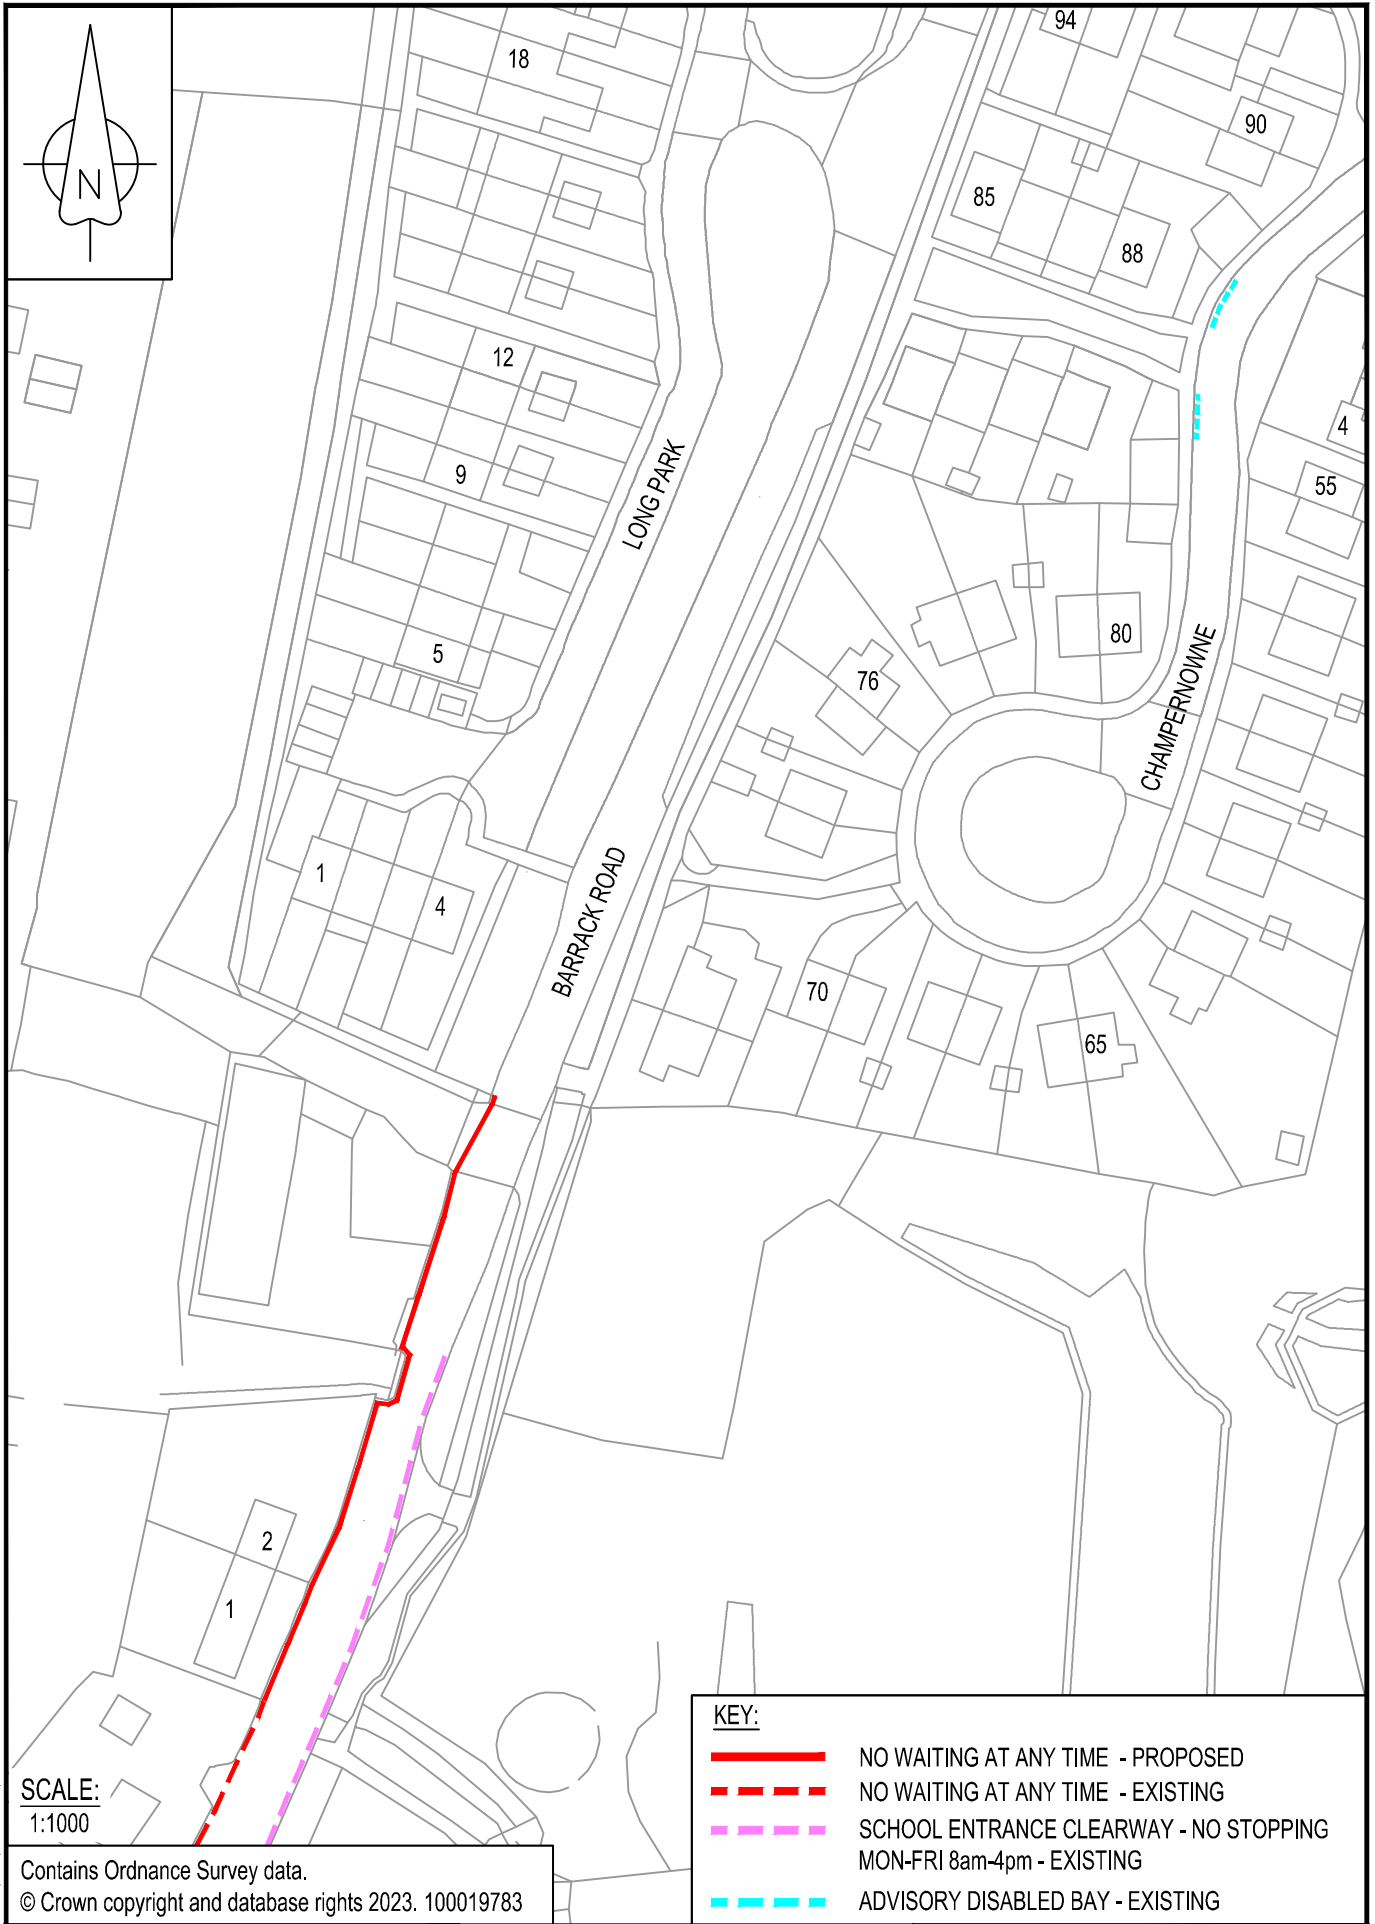 N
18
94
90
85
88
12
9
4
55
LONG PARK
5
80
76
CHAMPERNOWNE
1
4
BARRACK ROAD
70
65
2
1
SCALE:
1:1000
Contains Ordnance Survey data.
© Crown copyright and database rights 2023. 100019783
KEY:
NO WAITING AT ANY TIME - PROPOSED
NO WAITING AT ANY TIME - EXISTING
SCHOOL ENTRANCE CLEARWAY - NO STOPPING
MON-FRI 8am-4pm - EXISTING
ADVISORY DISABLED BAY - EXISTING